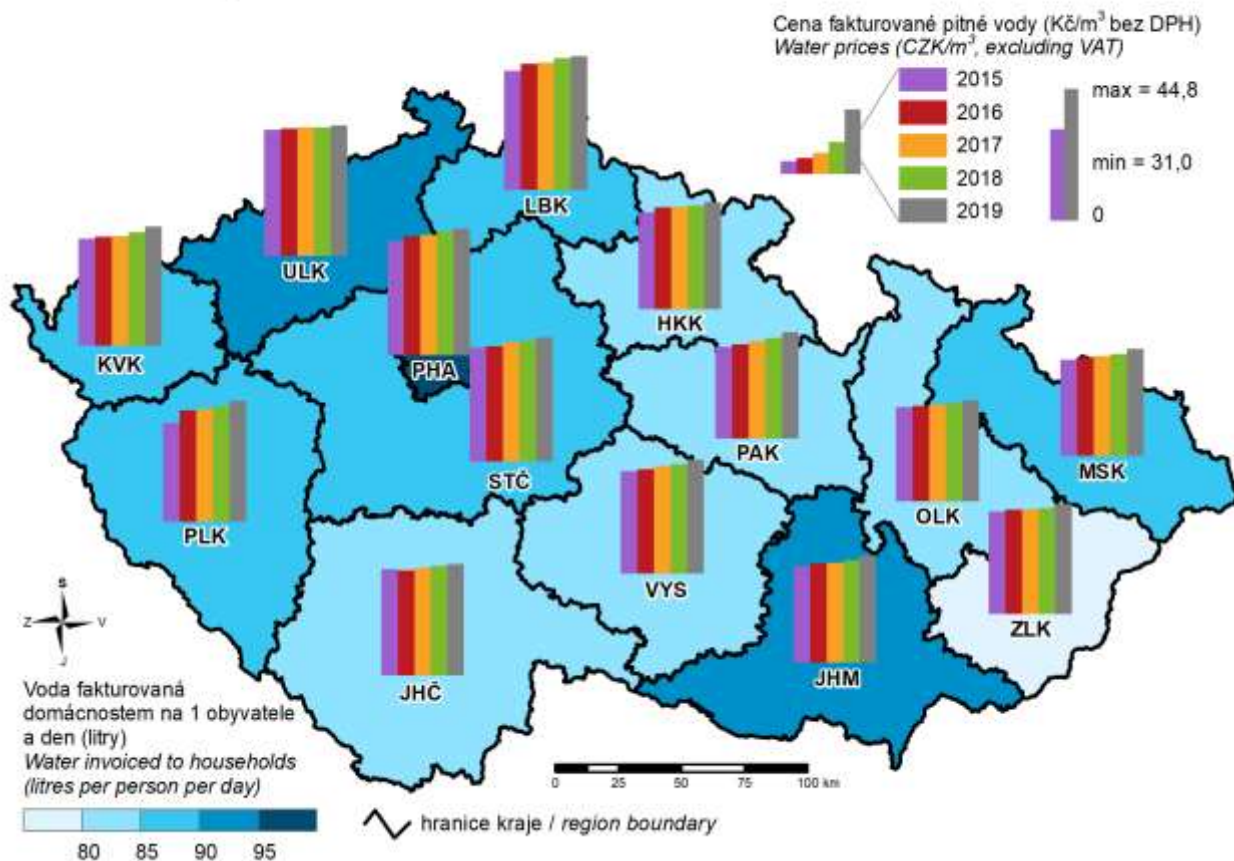 Cena fakturované pitné vody (Kč/m³ bez DPH)
Water prices (CZK/m³, excluding VAT)
2015
2016
2017
2018
2019
max = 44,8
min = 31,0
0
LBK
ULK
HKK
KVK
PHA
PAK
MSK
STČ
OLK
PLK
VYS
ZLK
JHM
JHČ
S
Z V
J
Voda fakturovaná
domácnostem na 1 obyvatele
a den (litry)
Water invoiced to households
(litres per person per day)
80 85 90 95
hranice kraje / region boundary
0 25 50 75 100 km